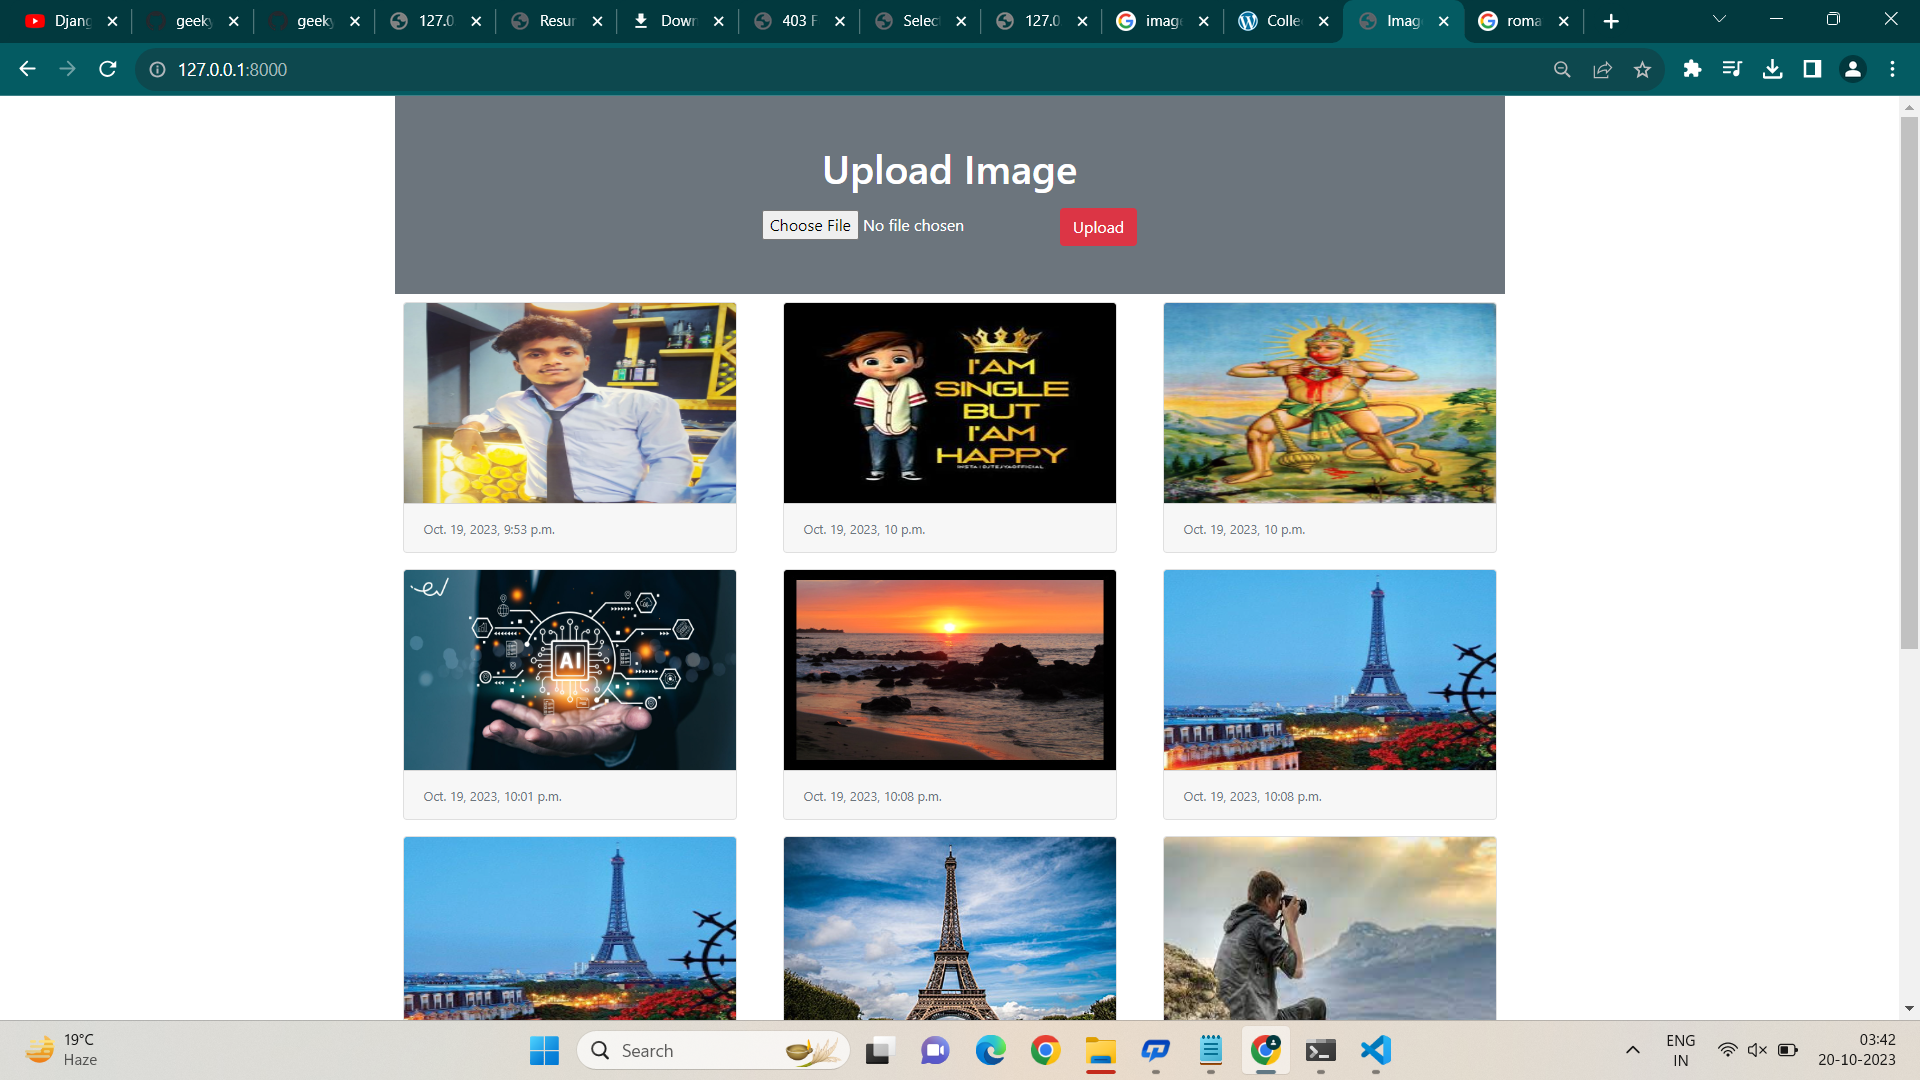 Djang
geeky
geeky
127.0
Resur
Down
403 F
Selec
127.0
image
Colle
Imag
roma
127.0.0.1:8000
Upload Image
Choose File No file chosen
Upload
I'AM
SINGLE
BUT
I'AM
HAPPY
Oct. 19, 2023, 9:53 p.m.
Oct. 19, 2023, 10 p.m.
Oct. 19, 2023, 10 p.m.
AI
Oct. 19, 2023, 10:01 p.m.
Oct. 19, 2023, 10:08 p.m.
Oct. 19, 2023, 10:08 p.m.
19°C
Haze
Search
ENG
IN
03:42
20-10-2023